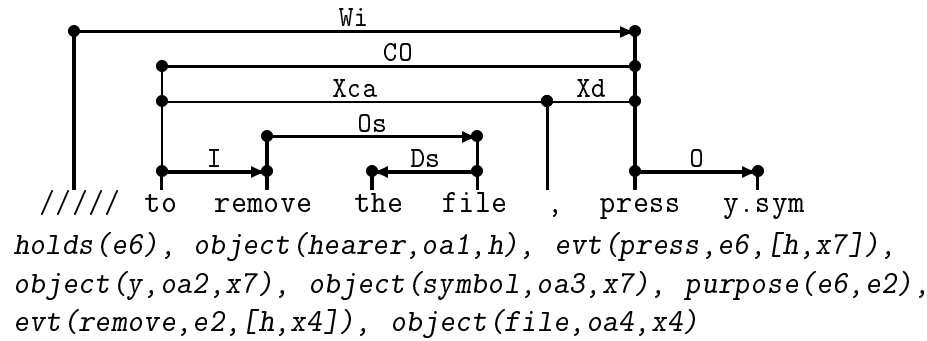 Wi
CO
Xca Xd
Os
I Ds O
///// to remove the file , press y.sym
holds(e6), object(hearer,oa1,h), evt(press,e6,[h,x7]),
object(y,oa2,x7), object(symbol,oa3,x7), purpose(e6,e2),
evt(remove,e2,[h,x4]), object(file,oa4,x4)